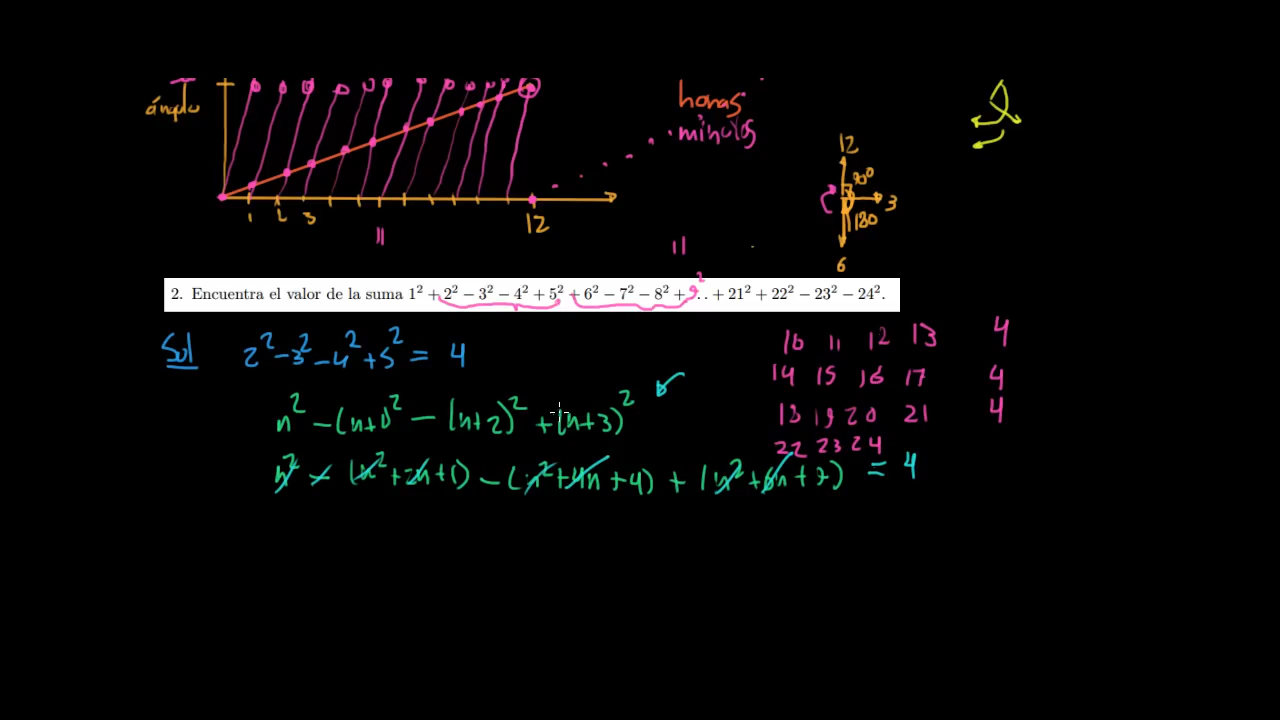 ángulo
horas
minutos
1 2 3 12
11
11
12
90°
3
180
6
2. Encuentra el valor de la suma 1² + 2² − 3² − 4² + 5² + 6² − 7² − 8² + . . . + 21² + 22² − 23² − 24².
9²
Sol 2² - 3² - 4² + 5² = 4
n² - (n+1)² - (n+2)² + (n+3)²
n² - (n² + 2n + 1) - (n² + 4n + 4) + (n² + 6n + 9) = 4
10 11 12 13 4
14 15 16 17 4
18 19 20 21 4
22 23 24